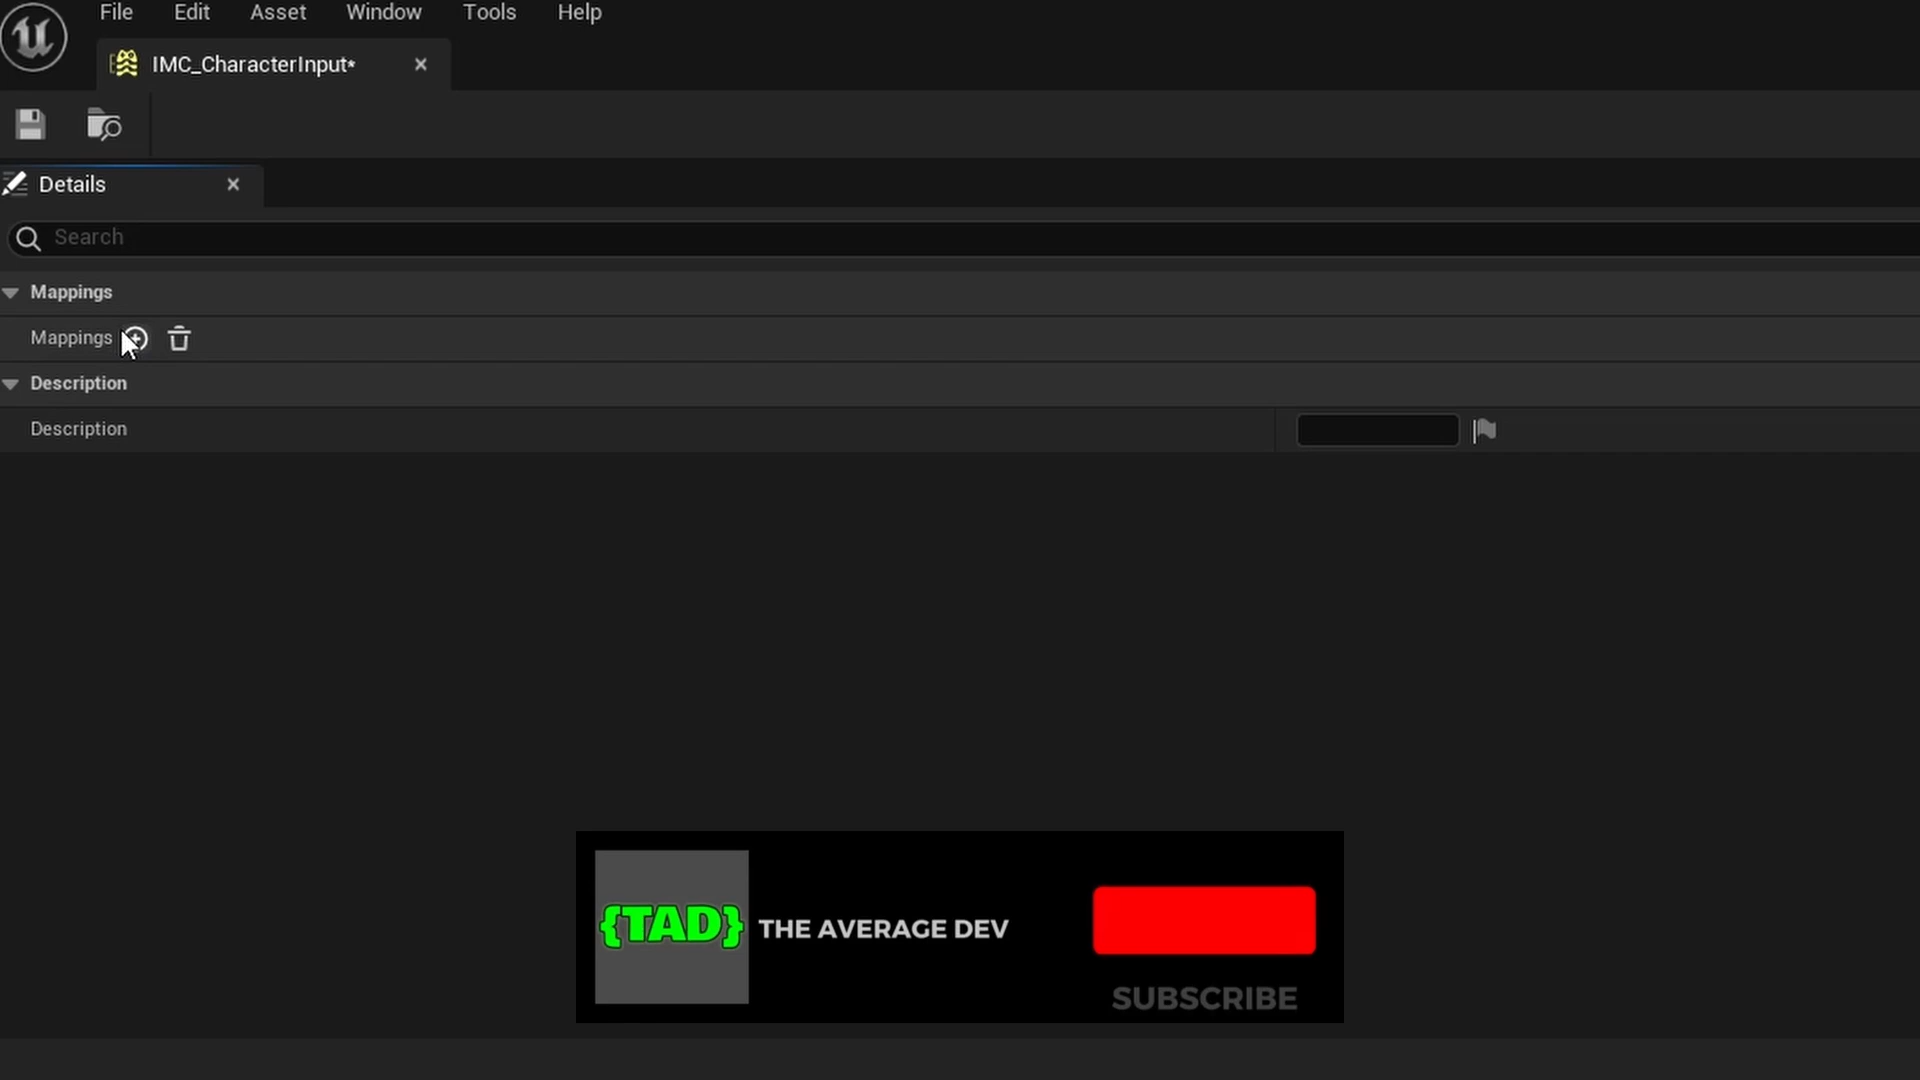 File Edit Asset Window Tools Help
IMC_CharacterInput*
Details
Search
Mappings
Mappings
Description
Description
{TAD} THE AVERAGE DEV
SUBSCRIBE